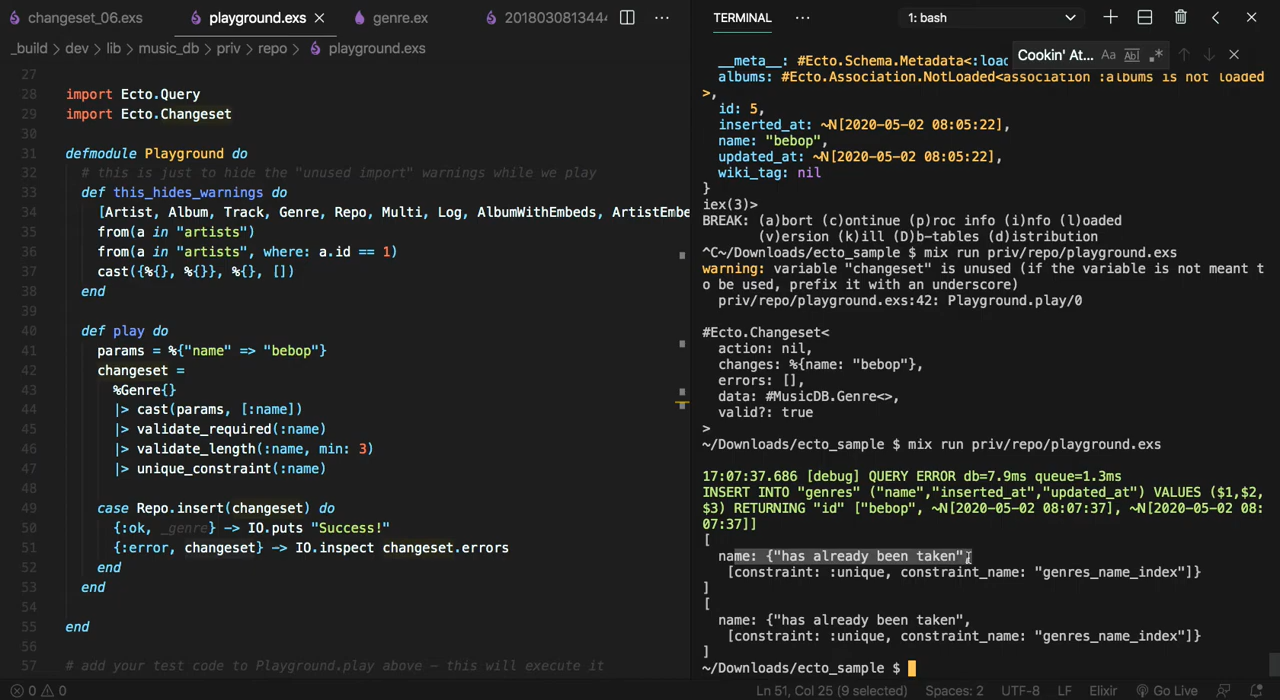 changeset_06.exs playground.exs genre.ex 20180308134444
_build > dev > lib > music_db > priv > repo > playground.exs
27
28 import Ecto.Query
29 import Ecto.Changeset
30
31 defmodule Playground do
32 # this is just to hide the "unused import" warnings while we play
33 def this_hides_warnings do
34 [Artist, Album, Track, Genre, Repo, Multi, Log, AlbumWithEmbeds, ArtistEmbe
35 from(a in "artists")
36 from(a in "artists", where: a.id == 1)
37 cast({%{}, %{}}, %{}, [])
38 end
39
40 def play do
41 params = %{"name" => "bebop"}
42 changeset =
43 %Genre{}
44 |> cast(params, [:name])
45 |> validate_required(:name)
46 |> validate_length(:name, min: 3)
47 |> unique_constraint(:name)
48
49 case Repo.insert(changeset) do
50 {:ok, _genre} -> IO.puts "Success!"
51 {:error, changeset} -> IO.inspect changeset.errors
52 end
53 end
54
55 end
56
57 # add your test code to Playground.play above - this will execute it
TERMINAL 1: bash
Cookin' At... Aa Abl .*
__meta__: #Ecto.Schema.Metadata<:load
albums: #Ecto.Association.NotLoaded<association :albums is not loaded
>,
id: 5,
inserted_at: ~N[2020-05-02 08:05:22],
name: "bebop",
updated_at: ~N[2020-05-02 08:05:22],
wiki_tag: nil
}
iex(3)>
BREAK: (a)bort (c)ontinue (p)roc info (i)nfo (l)oaded
(v)ersion (k)ill (D)b-tables (d)istribution
^C~/Downloads/ecto_sample $ mix run priv/repo/playground.exs
warning: variable "changeset" is unused (if the variable is not meant t
o be used, prefix it with an underscore)
priv/repo/playground.exs:42: Playground.play/0
#Ecto.Changeset<
action: nil,
changes: %{name: "bebop"},
errors: [],
data: #MusicDB.Genre<>,
valid?: true
>
~/Downloads/ecto_sample $ mix run priv/repo/playground.exs
17:07:37.686 [debug] QUERY ERROR db=7.9ms queue=1.3ms
INSERT INTO "genres" ("name","inserted_at","updated_at") VALUES ($1,$2,
$3) RETURNING "id" ["bebop", ~N[2020-05-02 08:07:37], ~N[2020-05-02 08:
07:37]]
[
name: {"has already been taken",
[constraint: :unique, constraint_name: "genres_name_index"]}
]
[
name: {"has already been taken",
[constraint: :unique, constraint_name: "genres_name_index"]}
]
~/Downloads/ecto_sample $
0 0 Ln 51, Col 25 (9 selected) Spaces: 2 UTF-8 LF Elixir Go Live